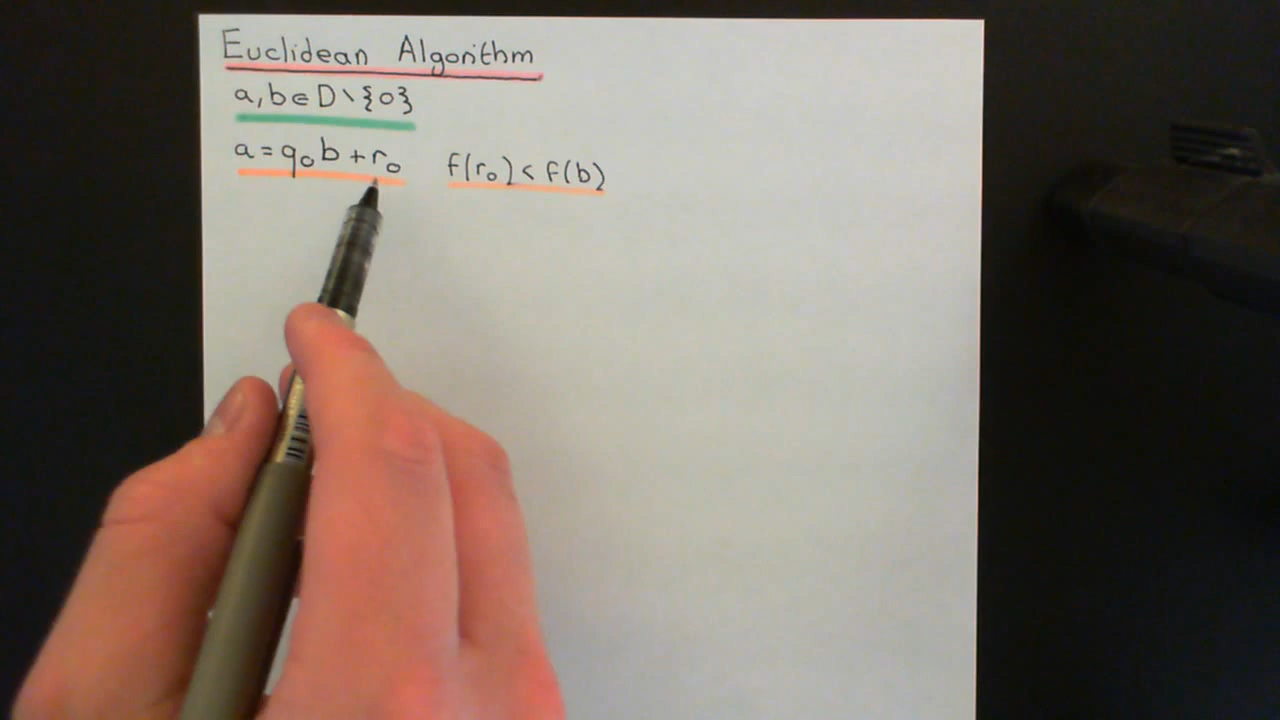 Euclidean Algorithm
a, b ∈ D \ {0}
a = q₀b + r₀ f(r₀) < f(b)